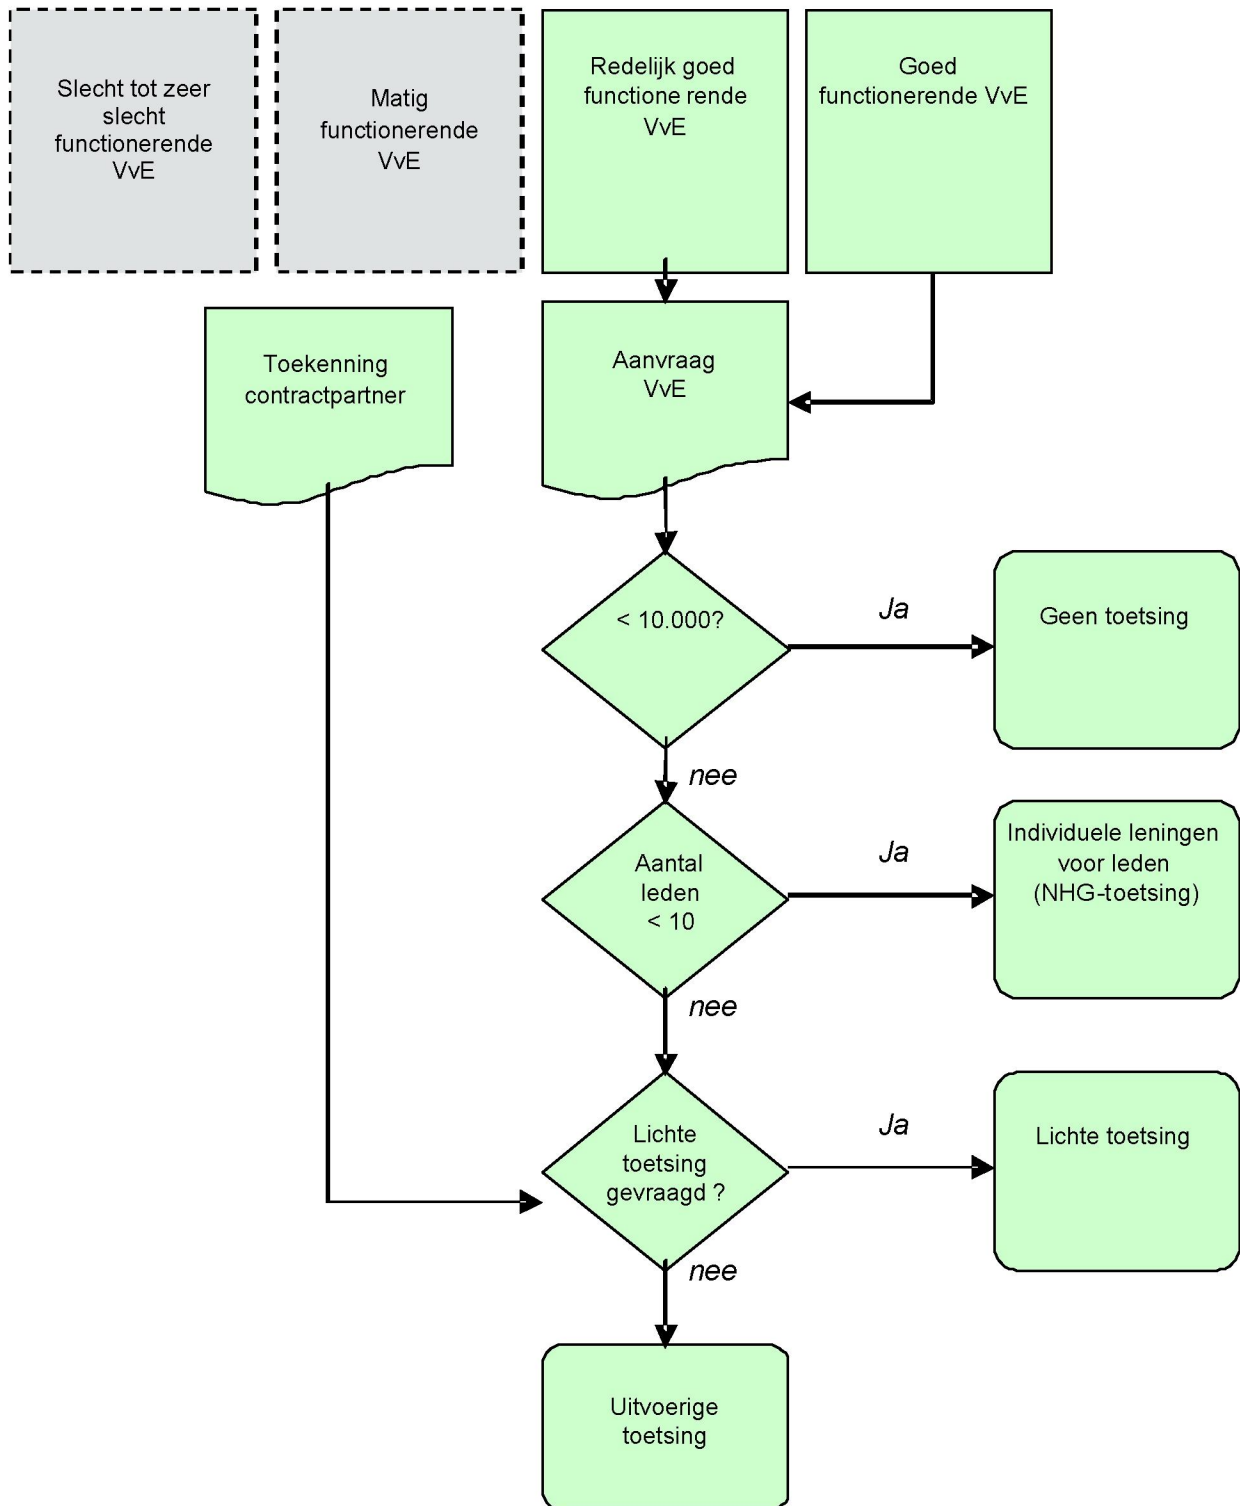 Slecht tot zeer
slecht
functionerende
VvE
Matig
functionerende
VvE
Redelijk goed
functione rende
VvE
Goed
functionerende VvE
Toekenning
contractpartner
Aanvraag
VvE
< 10.000?
Ja
Geen toetsing
nee
Aantal
leden
< 10
Ja
Individuele leningen
voor leden
(NHG-toetsing)
nee
Lichte
toetsing
gevraagd ?
Ja
Lichte toetsing
nee
Uitvoerige
toetsing